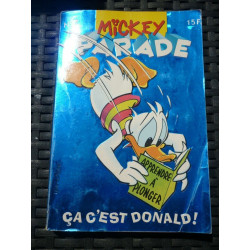 MICKEY
15F
PARADE
APPRENDRE
À
PLONGER
ÇA C'EST DONALD!